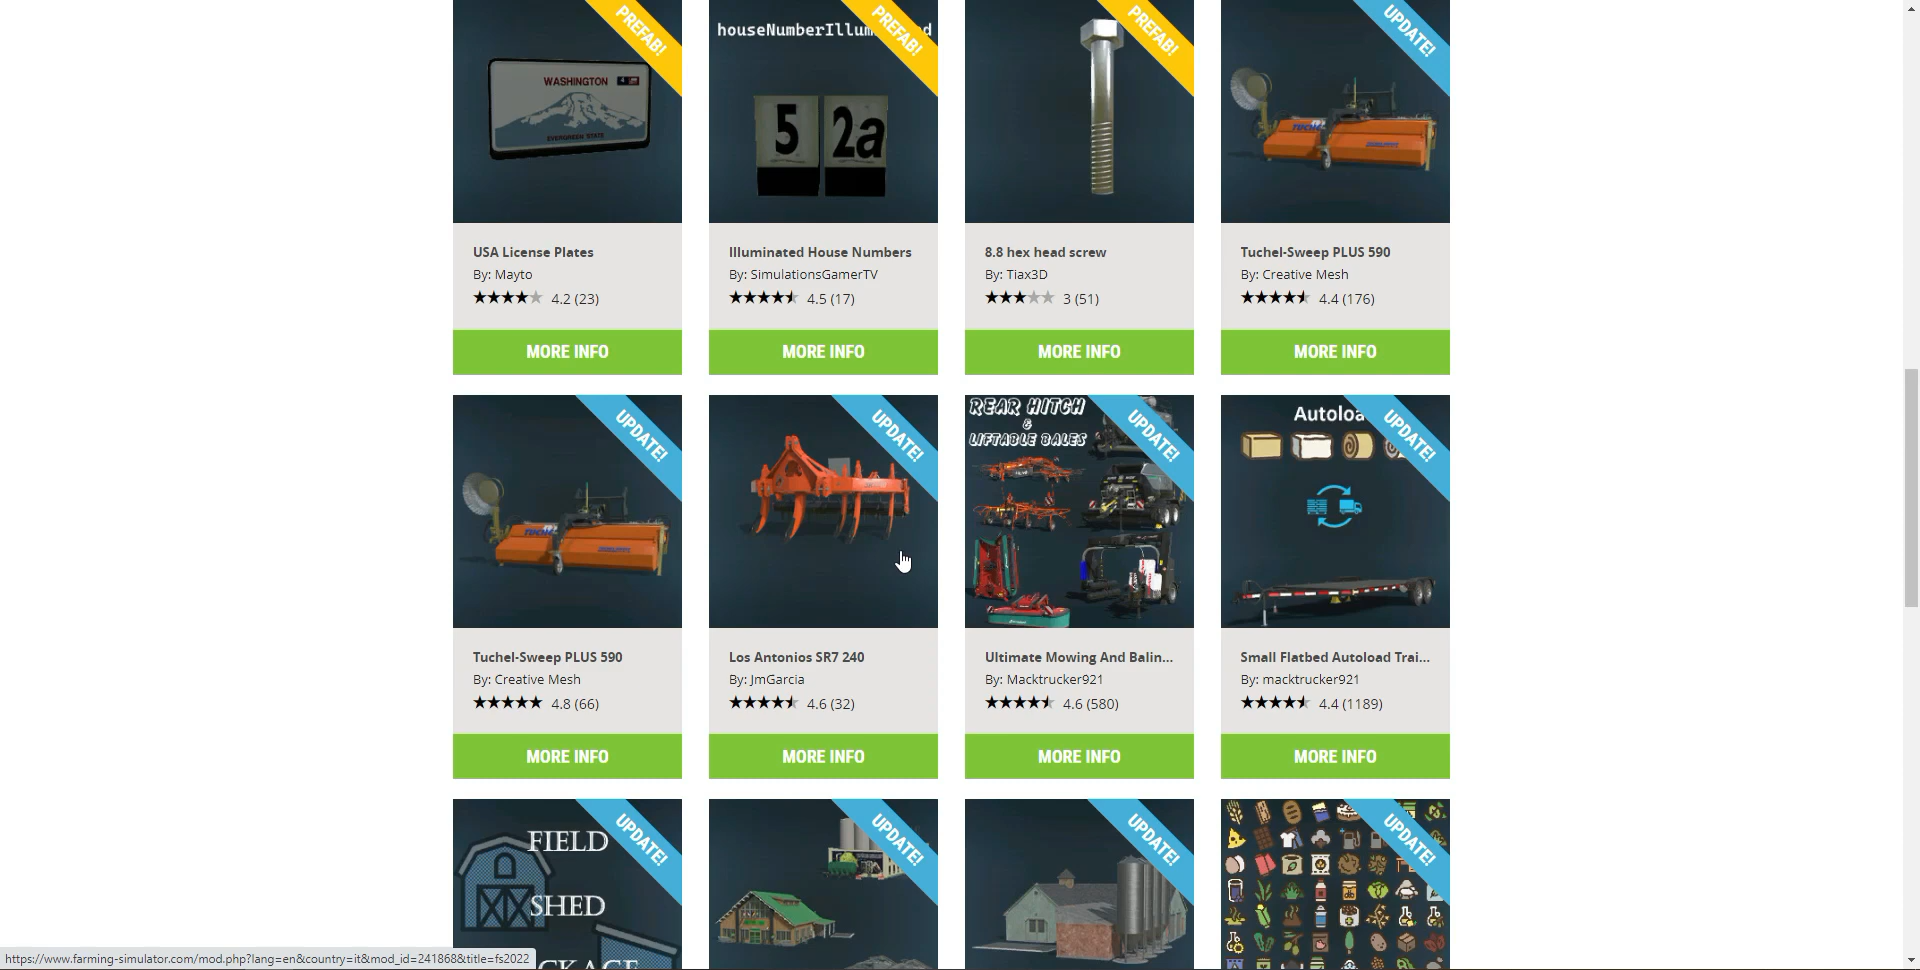 PREFAB!
WASHINGTON
EVERGREEN STATE
USA License Plates
By: Mayto
4.2 (23)
MORE INFO
PREFAB!
5
2a
Illuminated House Numbers
By: SimulationsGamerTV
4.5 (17)
MORE INFO
PREFAB!
8.8 hex head screw
By: Tiax3D
3 (51)
MORE INFO
UPDATE!
Tuchel-Sweep PLUS 590
By: Creative Mesh
4.4 (176)
MORE INFO
UPDATE!
Tuchel-Sweep PLUS 590
By: Creative Mesh
4.8 (66)
MORE INFO
UPDATE!
Los Antonios SR7 240
By: JmGarcia
4.6 (32)
MORE INFO
REAR HITCH
&
LIFTABLE BALES
UPDATE!
Ultimate Mowing And Balin...
By: Macktrucker921
4.6 (580)
MORE INFO
Autoloa
UPDATE!
Small Flatbed Autoload Trai...
By: macktrucker921
4.4 (1189)
MORE INFO
FIELD
SHED
UPDATE!
UPDATE!
UPDATE!
UPDATE!
https://www.farming-simulator.com/mod.php?lang=en&country=it&mod_id=241868&title=fs2022